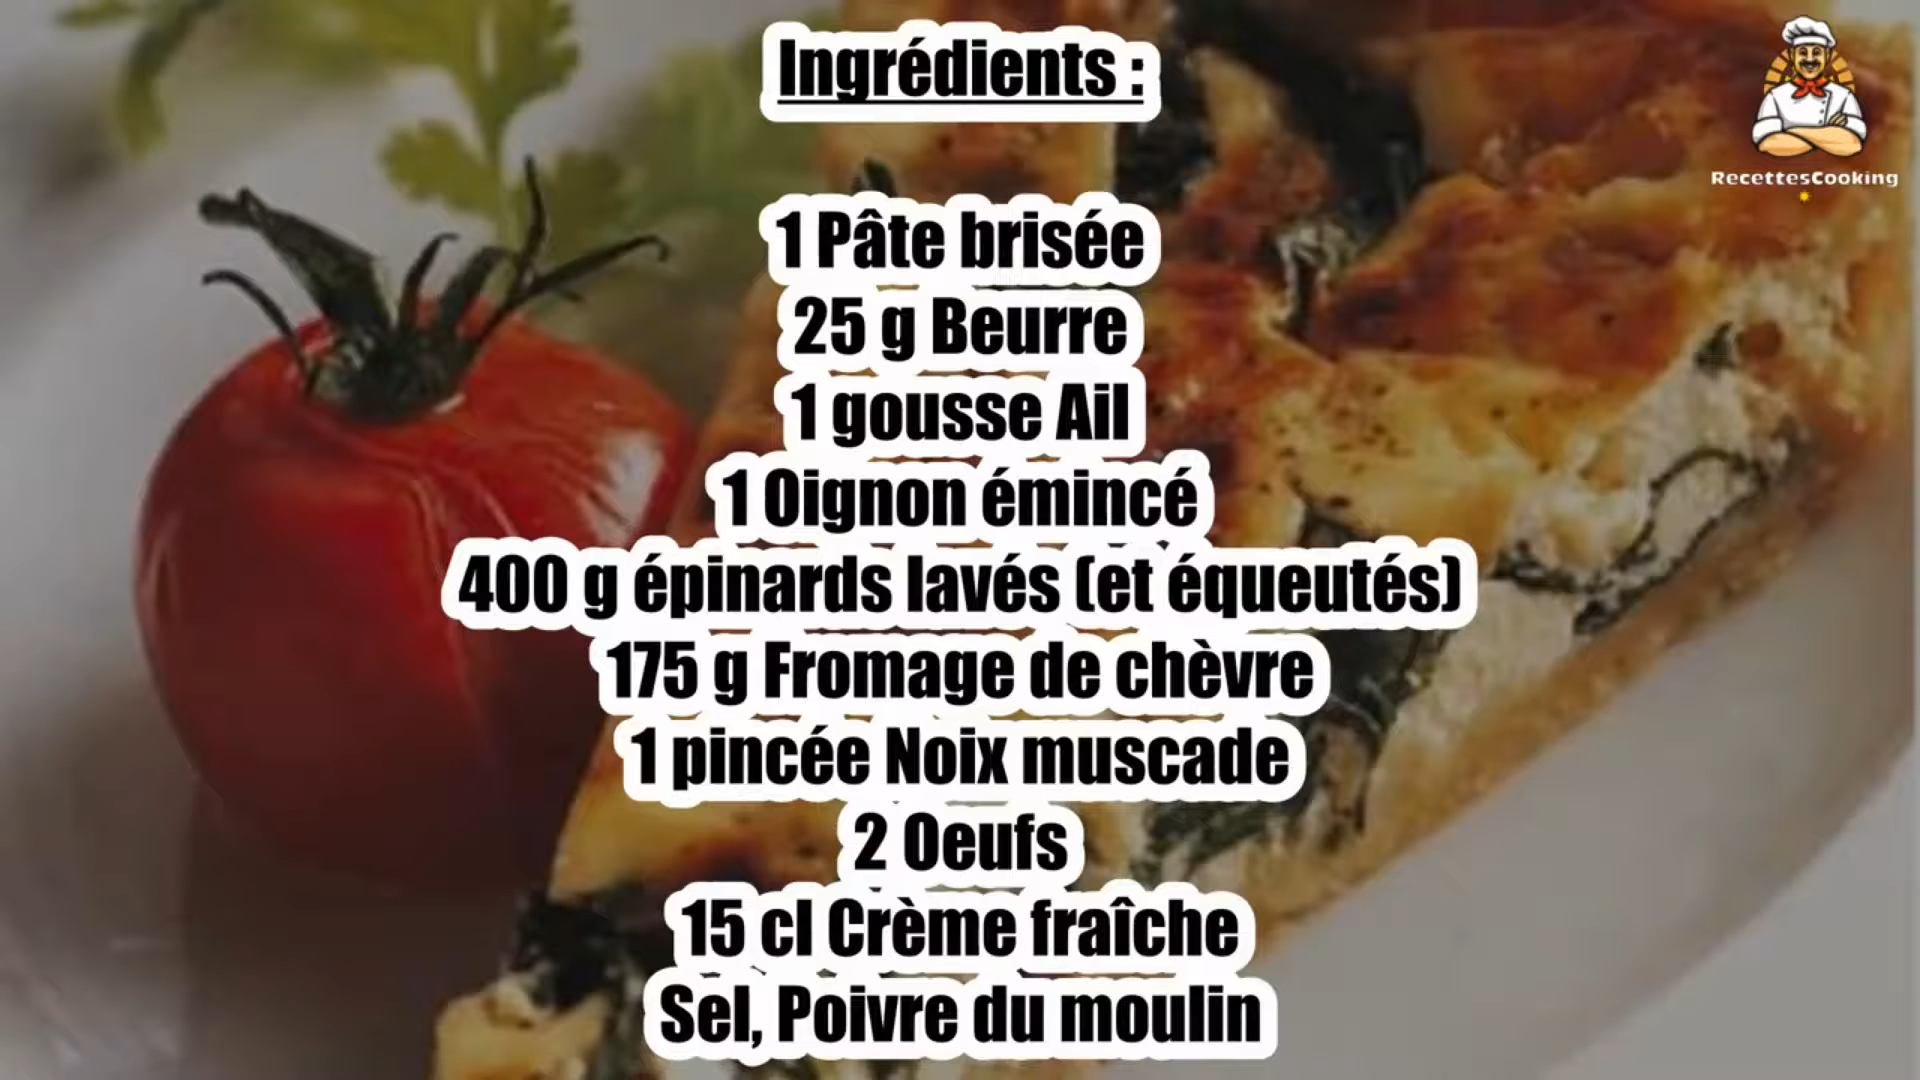 Ingrédients :
RecettesCooking
1 Pâte brisée
25 g Beurre
1 gousse Ail
1 Oignon émincé
400 g épinards lavés (et équeutés)
175 g Fromage de chèvre
1 pincée Noix muscade
2 Oeufs
15 cl Crème fraîche
Sel, Poivre du moulin